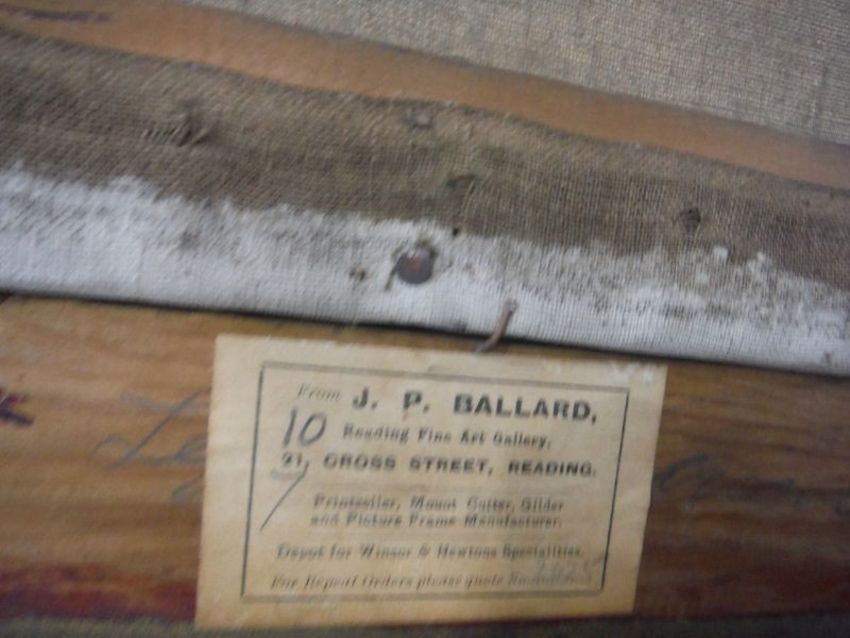 From J. P. BALLARD,
10
Reading Fine Art Gallery,
21, CROSS STREET, READING.
Printseller, Mount Cutter, Gilder
and Picture Frame Manufacturer.
Depot for Winsor & Newtons Specialities.
For Repeat Orders please quote